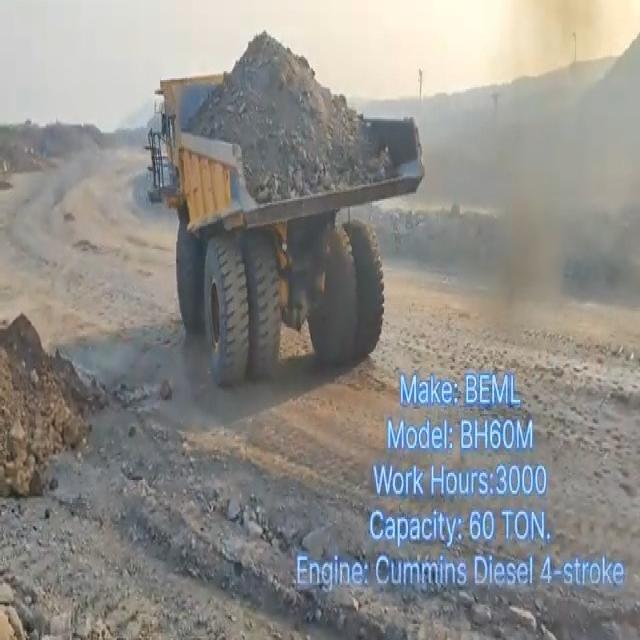 Make: BEML
Model: BH60M
Work Hours:3000
Capacity: 60 TON.
Engine: Cummins Diesel 4-stroke